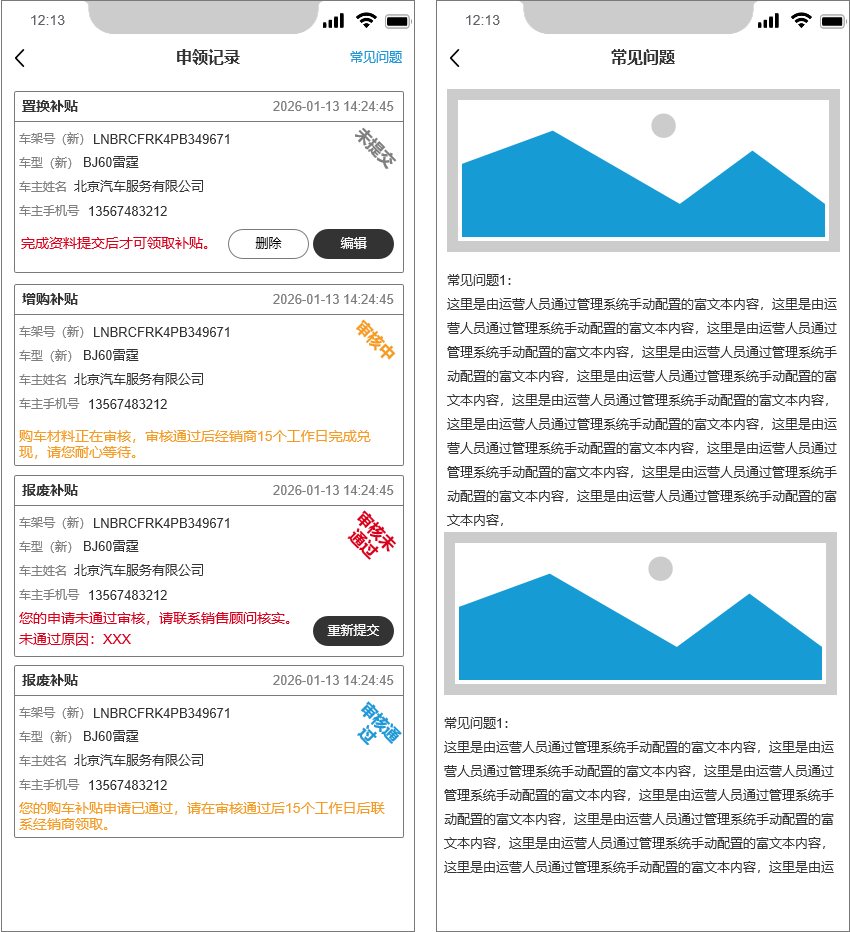 12:13
申领记录
常见问题
置换补贴
2026-01-13 14:24:45
车架号（新） LNBRCFRK4PB349671
未提交
车型（新） BJ60雷霆
车主姓名 北京汽车服务有限公司
车主手机号 13567483212
完成资料提交后才可领取补贴。
删除
编辑
增购补贴
2026-01-13 14:24:45
车架号（新） LNBRCFRK4PB349671
审核中
车型（新） BJ60雷霆
车主姓名 北京汽车服务有限公司
车主手机号 13567483212
购车材料正在审核，审核通过后经销商15个工作日完成兑
现，请您耐心等待。
报废补贴
2026-01-13 14:24:45
车架号（新） LNBRCFRK4PB349671
审核未
通过
车型（新） BJ60雷霆
车主姓名 北京汽车服务有限公司
车主手机号 13567483212
您的申请未通过审核，请联系销售顾问核实。
未通过原因：XXX
重新提交
报废补贴
2026-01-13 14:24:45
车架号（新） LNBRCFRK4PB349671
审核通
过
车型（新） BJ60雷霆
车主姓名 北京汽车服务有限公司
车主手机号 13567483212
您的购车补贴申请已通过，请在审核通过后15个工作日后联
系经销商领取。
12:13
常见问题
常见问题1：
这里是由运营人员通过管理系统手动配置的富文本内容，这里是由运
营人员通过管理系统手动配置的富文本内容，这里是由运营人员通过
管理系统手动配置的富文本内容，这里是由运营人员通过管理系统手
动配置的富文本内容，这里是由运营人员通过管理系统手动配置的富
文本内容，这里是由运营人员通过管理系统手动配置的富文本内容，
这里是由运营人员通过管理系统手动配置的富文本内容，这里是由运
营人员通过管理系统手动配置的富文本内容，这里是由运营人员通过
管理系统手动配置的富文本内容，这里是由运营人员通过管理系统手
动配置的富文本内容，这里是由运营人员通过管理系统手动配置的富
文本内容，
常见问题1：
这里是由运营人员通过管理系统手动配置的富文本内容，这里是由运
营人员通过管理系统手动配置的富文本内容，这里是由运营人员通过
管理系统手动配置的富文本内容，这里是由运营人员通过管理系统手
动配置的富文本内容，这里是由运营人员通过管理系统手动配置的富
文本内容，这里是由运营人员通过管理系统手动配置的富文本内容，
这里是由运营人员通过管理系统手动配置的富文本内容，这里是由运